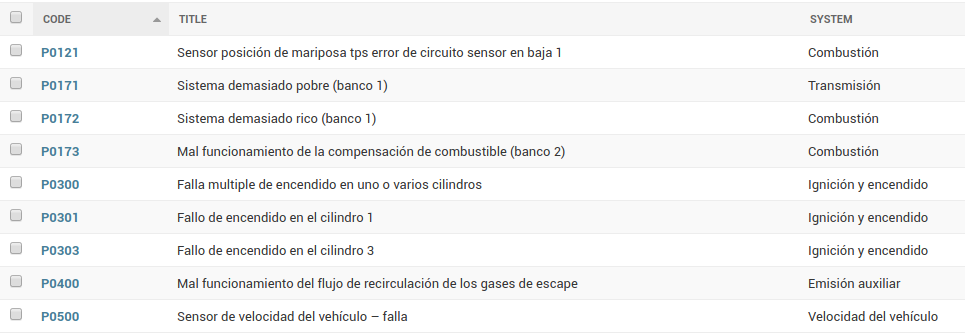 CODE TITLE SYSTEM
P0121 Sensor posición de mariposa tps error de circuito sensor en baja 1 Combustión
P0171 Sistema demasiado pobre (banco 1) Transmisión
P0172 Sistema demasiado rico (banco 1) Combustión
P0173 Mal funcionamiento de la compensación de combustible (banco 2) Combustión
P0300 Falla multiple de encendido en uno o varios cilindros Ignición y encendido
P0301 Fallo de encendido en el cilindro 1 Ignición y encendido
P0303 Fallo de encendido en el cilindro 3 Ignición y encendido
P0400 Mal funcionamiento del flujo de recirculación de los gases de escape Emisión auxiliar
P0500 Sensor de velocidad del vehículo – falla Velocidad del vehículo